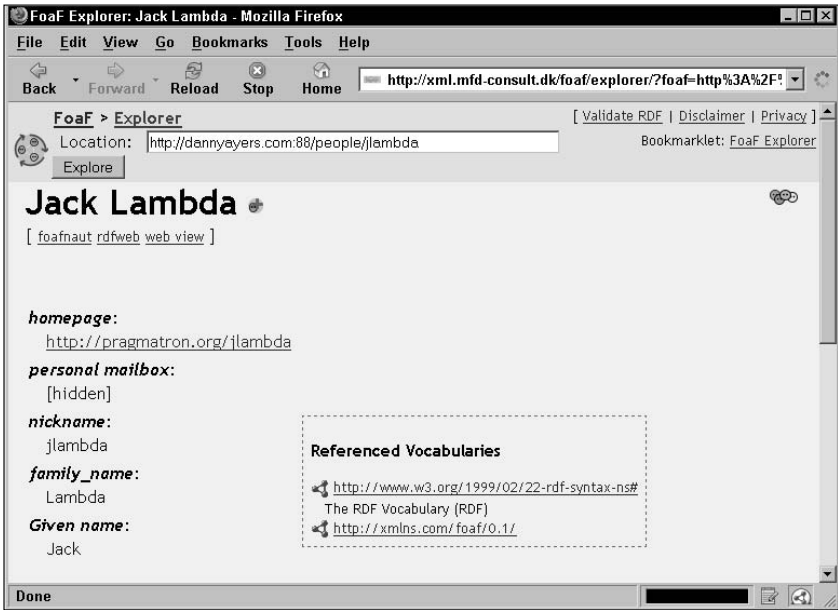 FoaF Explorer: Jack Lambda - Mozilla Firefox
File Edit View Go Bookmarks Tools Help
Back Forward Reload Stop Home http://xml.mfd-consult.dk/foaf/explorer/?foaf=http%3A%2F%
FoaF > Explorer [ Validate RDF | Disclaimer | Privacy ]
Location: http://dannyayers.com:88/people/jlambda Bookmarklet: FoaF Explorer
Explore
Jack Lambda
[ foafnaut rdfweb web view ]
homepage:
http://pragmatron.org/jlambda
personal mailbox:
[hidden]
nickname:
jlambda
family_name:
Lambda
Given name:
Jack
Referenced Vocabularies
http://www.w3.org/1999/02/22-rdf-syntax-ns#
The RDF Vocabulary (RDF)
http://xmlns.com/foaf/0.1/
Done